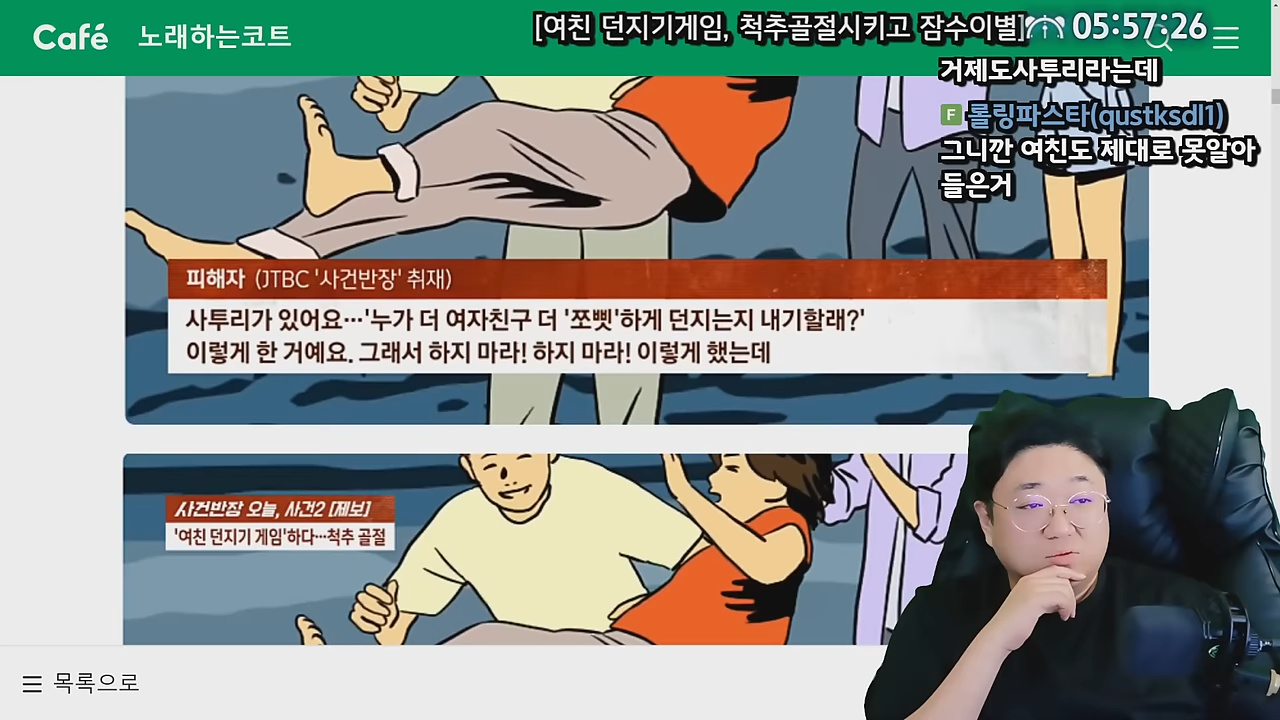 Café 노래하는코트
[여친 던지기게임, 척추골절시키고 잠수이별]
05:57:26
거제도사투리라는데
F 롤링파스타(qustksdl1)
그니깐 여친도 제대로 못알아
들은거
피해자 (JTBC '사건반장' 취재)
사투리가 있어요…'누가 더 여자친구 더 '쪼삣'하게 던지는지 내기할래?'
이렇게 한 거예요. 그래서 하지 마라! 하지 마라! 이렇게 했는데
사건반장 오늘, 사건2 [제보]
'여친 던지기 게임'하다…척추 골절
목록으로